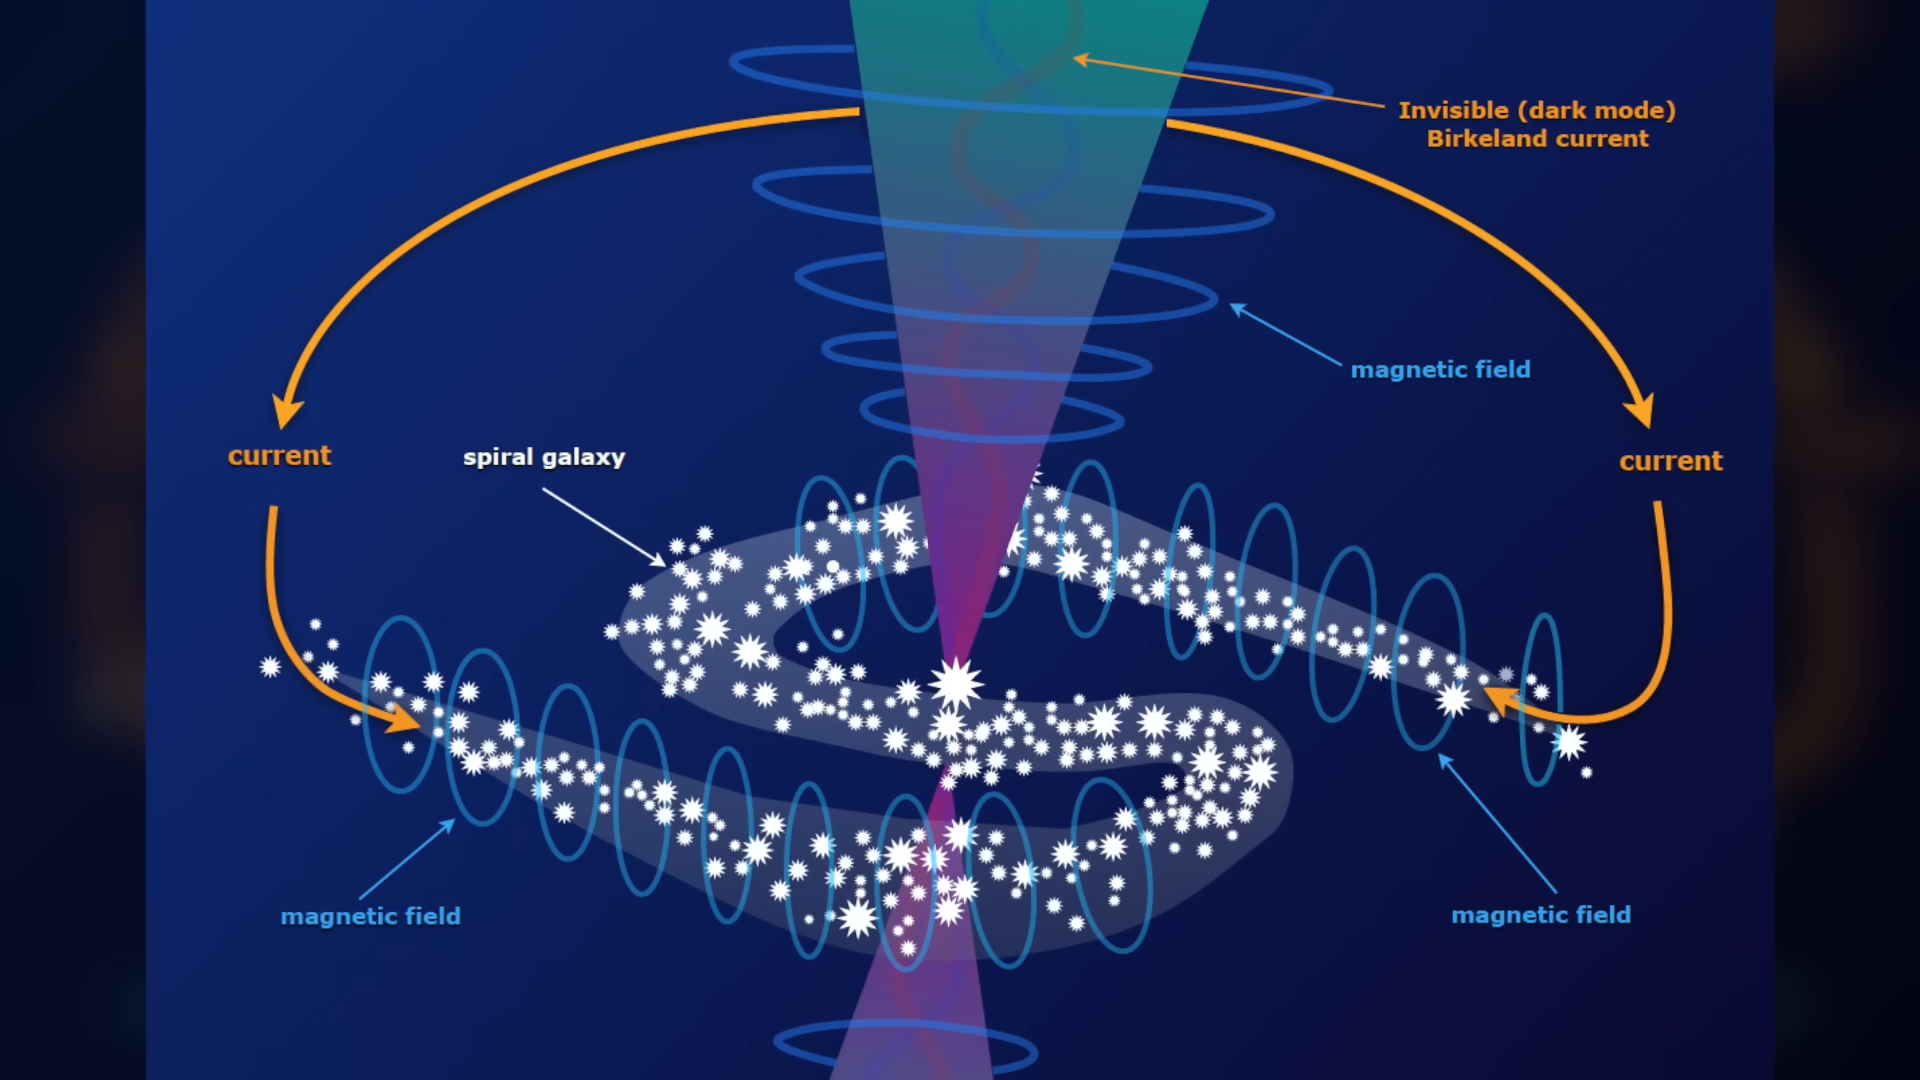 Invisible (dark mode)
Birkeland current
magnetic field
current
spiral galaxy
current
magnetic field
magnetic field